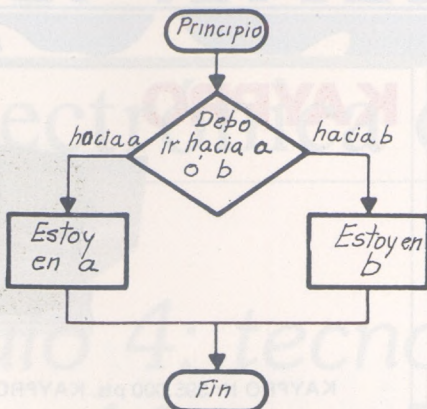 Principio
Debo
ir hacia a
ó b
hacia a
hacia b
Estoy
en a
Estoy en
b
Fin